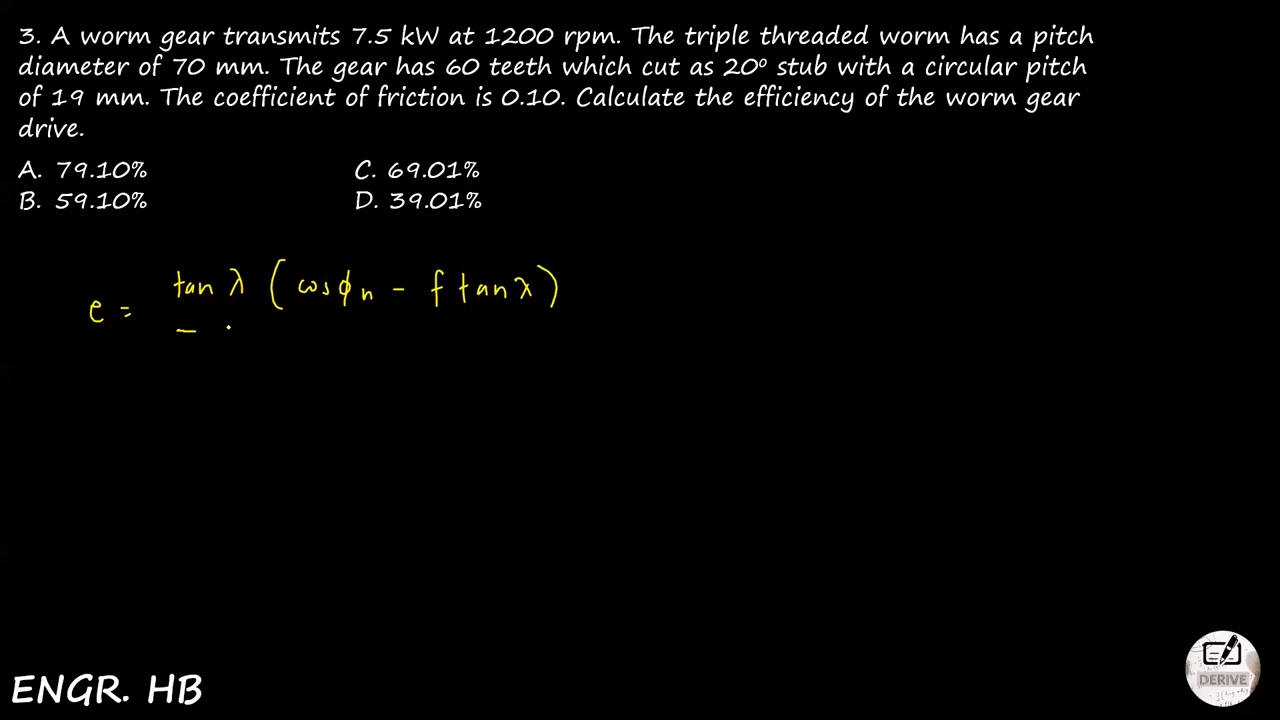 3. A worm gear transmits 7.5 kW at 1200 rpm. The triple threaded worm has a pitch
diameter of 70 mm. The gear has 60 teeth which cut as 20° stub with a circular pitch
of 19 mm. The coefficient of friction is 0.10. Calculate the efficiency of the worm gear
drive.
A. 79.10% C. 69.01%
B. 59.10% D. 39.01%
e = tan λ (cos ϕn - f tan λ)
ENGR. HB
DERIVE